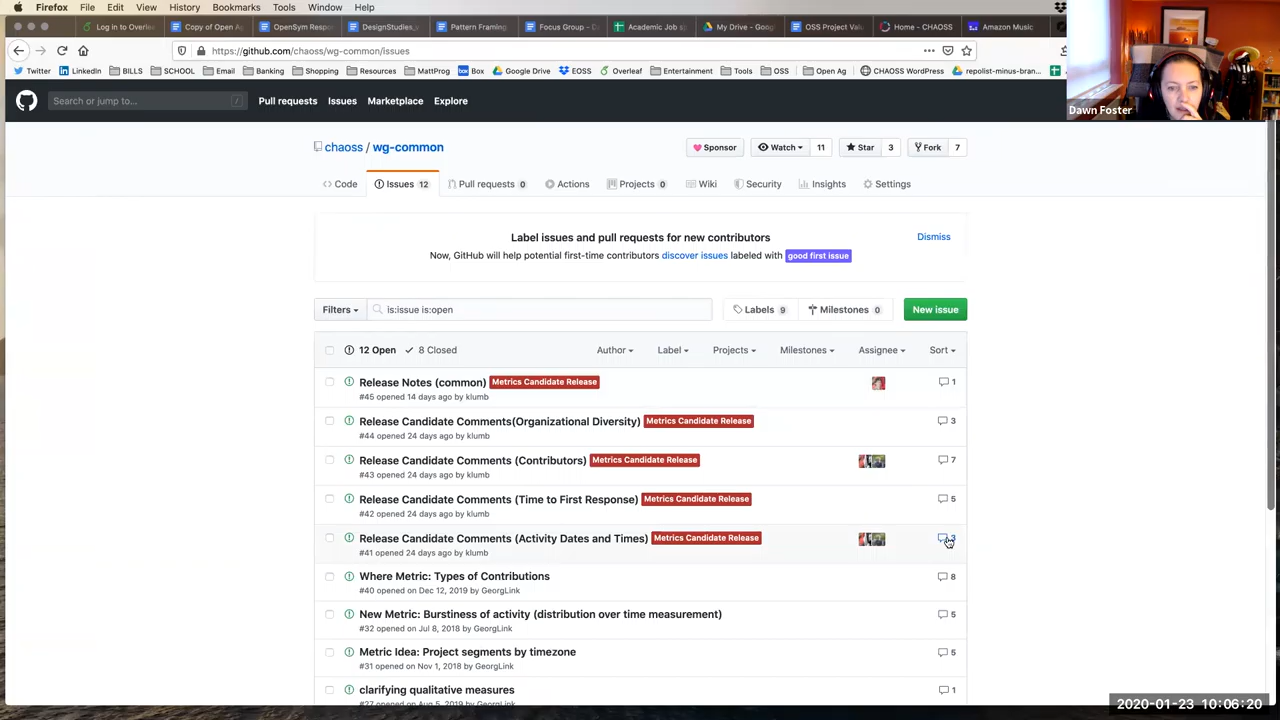 Firefox File Edit View History Bookmarks Tools Window Help
Log in to Overle Copy of Open A OpenSym Resp DesignStudies_ Pattern Framing Focus Group - C Academic Job s My Drive - Goog OSS Project Valu Home - CHAOSS Amazon Music
https://github.com/chaoss/wg-common/issues
Twitter LinkedIn BILLS SCHOOL Email Banking Shopping Resources MattProg Box Google Drive EOSS Overleaf Entertainment Tools OSS Open Ag CHAOSS WordPress repolist-minus-bran...
Dawn Foster
Search or jump to... / Pull requests Issues Marketplace Explore
chaoss / wg-common Sponsor Watch 11 Star 3 Fork 7
Code Issues 12 Pull requests 0 Actions Projects 0 Wiki Security Insights Settings
Label issues and pull requests for new contributors Dismiss
Now, GitHub will help potential first-time contributors discover issues labeled with good first issue
Filters is:issue is:open Labels 9 Milestones 0 New issue
12 Open 8 Closed Author Label Projects Milestones Assignee Sort
Release Notes (common) Metrics Candidate Release 1
#45 opened 14 days ago by klumb
Release Candidate Comments(Organizational Diversity) Metrics Candidate Release 3
#44 opened 24 days ago by klumb
Release Candidate Comments (Contributors) Metrics Candidate Release 7
#43 opened 24 days ago by klumb
Release Candidate Comments (Time to First Response) Metrics Candidate Release 5
#42 opened 24 days ago by klumb
Release Candidate Comments (Activity Dates and Times) Metrics Candidate Release 3
#41 opened 24 days ago by klumb
Where Metric: Types of Contributions 8
#40 opened on Dec 12, 2019 by GeorgLink
New Metric: Burstiness of activity (distribution over time measurement) 5
#32 opened on Jul 8, 2018 by GeorgLink
Metric Idea: Project segments by timezone 5
#31 opened on Nov 1, 2018 by GeorgLink
clarifying qualitative measures 1
#27 opened on Aug 5, 2019 by GeorgLink
2020-01-23 10:06:20